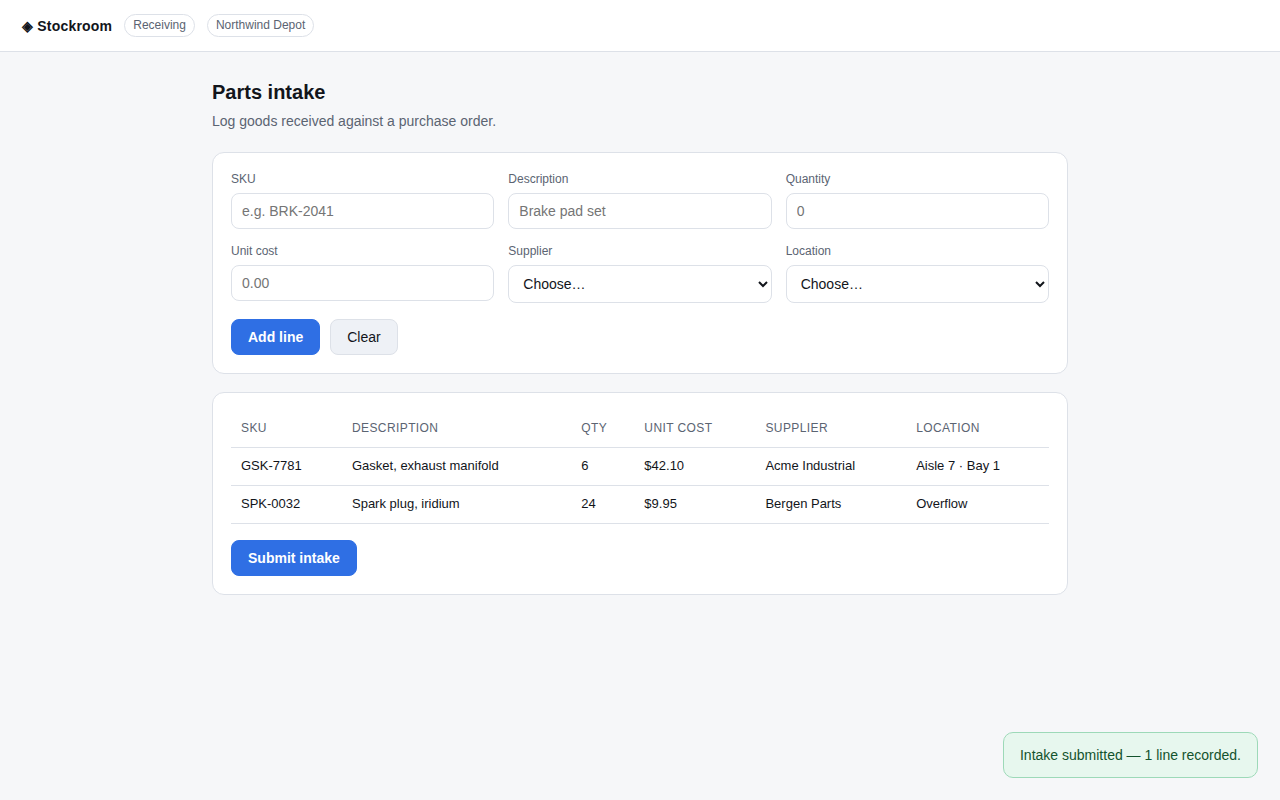 ◈ Stockroom Receiving Northwind Depot
Parts intake
Log goods received against a purchase order.
SKU Description Quantity
e.g. BRK-2041 Brake pad set 0
Unit cost Supplier Location
0.00 Choose… Choose…
Add line Clear
SKU DESCRIPTION QTY UNIT COST SUPPLIER LOCATION
GSK-7781 Gasket, exhaust manifold 6 $42.10 Acme Industrial Aisle 7 · Bay 1
SPK-0032 Spark plug, iridium 24 $9.95 Bergen Parts Overflow
Submit intake
Intake submitted — 1 line recorded.